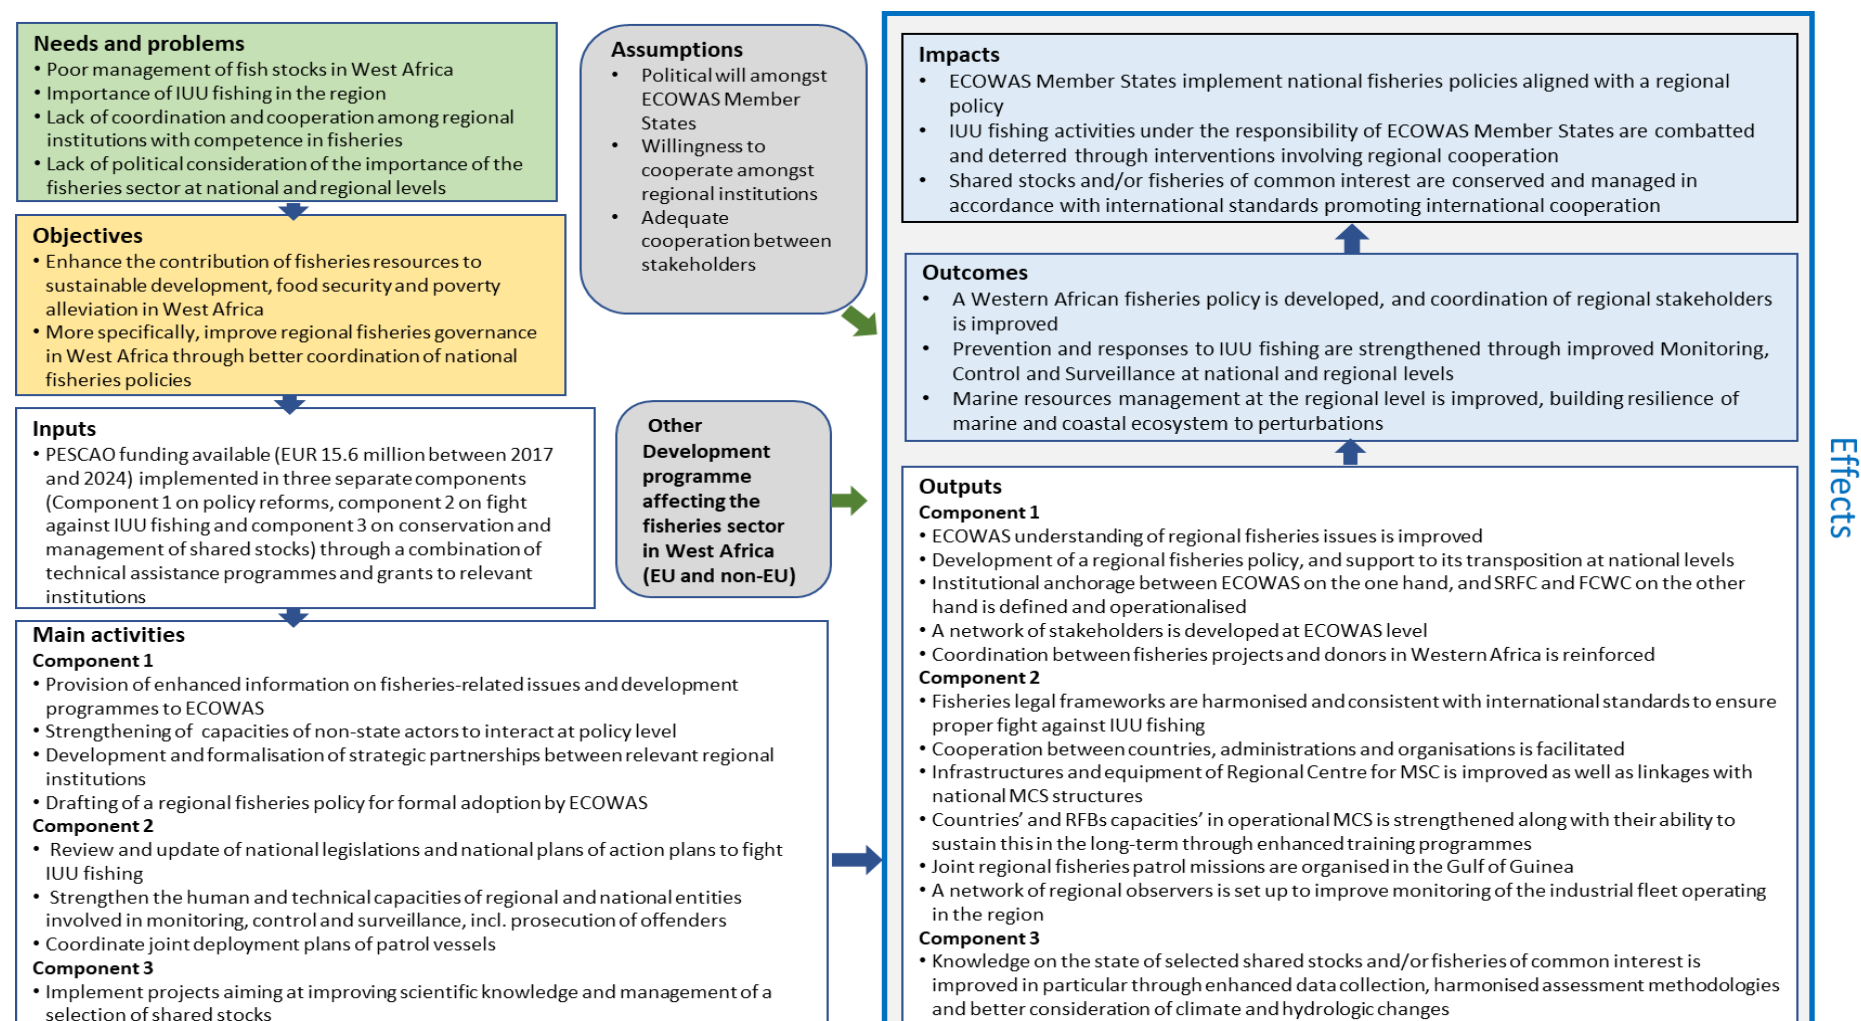 Needs and problems
• Poor management of fish stocks in West Africa
• Importance of IUU fishing in the region
• Lack of coordination and cooperation among regional
institutions with competence in fisheries
• Lack of political consideration of the importance of the
fisheries sector at national and regional levels
Objectives
• Enhance the contribution of fisheries resources to
sustainable development, food security and poverty
alleviation in West Africa
• More specifically, improve regional fisheries governance
in West Africa through better coordination of national
fisheries policies
Inputs
• PESCAO funding available (EUR 15.6 million between 2017
and 2024) implemented in three separate components
(Component 1 on policy reforms, component 2 on fight
against IUU fishing and component 3 on conservation and
management of shared stocks) through a combination of
technical assistance programmes and grants to relevant
institutions
Main activities
Component 1
• Provision of enhanced information on fisheries-related issues and development
programmes to ECOWAS
• Strengthening of capacities of non-state actors to interact at policy level
• Development and formalisation of strategic partnerships between relevant regional
institutions
• Drafting of a regional fisheries policy for formal adoption by ECOWAS
Component 2
• Review and update of national legislations and national plans of action plans to fight
IUU fishing
• Strengthen the human and technical capacities of regional and national entities
involved in monitoring, control and surveillance, incl. prosecution of offenders
• Coordinate joint deployment plans of patrol vessels
Component 3
• Implement projects aiming at improving scientific knowledge and management of a
selection of shared stocks
Assumptions
• Political will amongst
ECOWAS Member
States
• Willingness to
cooperate amongst
regional institutions
• Adequate
cooperation between
stakeholders
Other
Development
programme
affecting the
fisheries sector
in West Africa
(EU and non-EU)
Impacts
• ECOWAS Member States implement national fisheries policies aligned with a regional
policy
• IUU fishing activities under the responsibility of ECOWAS Member States are combatted
and deterred through interventions involving regional cooperation
• Shared stocks and/or fisheries of common interest are conserved and managed in
accordance with international standards promoting international cooperation
Outcomes
• A Western African fisheries policy is developed, and coordination of regional stakeholders
is improved
• Prevention and responses to IUU fishing are strengthened through improved Monitoring,
Control and Surveillance at national and regional levels
• Marine resources management at the regional level is improved, building resilience of
marine and coastal ecosystem to perturbations
Outputs
Component 1
• ECOWAS understanding of regional fisheries issues is improved
• Development of a regional fisheries policy, and support to its transposition at national levels
• Institutional anchorage between ECOWAS on the one hand, and SRFC and FCWC on the other
hand is defined and operationalised
• A network of stakeholders is developed at ECOWAS level
• Coordination between fisheries projects and donors in Western Africa is reinforced
Component 2
• Fisheries legal frameworks are harmonised and consistent with international standards to ensure
proper fight against IUU fishing
• Cooperation between countries, administrations and organisations is facilitated
• Infrastructures and equipment of Regional Centre for MSC is improved as well as linkages with
national MCS structures
• Countries’ and RFBs capacities’ in operational MCS is strengthened along with their ability to
sustain this in the long-term through enhanced training programmes
• Joint regional fisheries patrol missions are organised in the Gulf of Guinea
• A network of regional observers is set up to improve monitoring of the industrial fleet operating
in the region
Component 3
• Knowledge on the state of selected shared stocks and/or fisheries of common interest is
improved in particular through enhanced data collection, harmonised assessment methodologies
and better consideration of climate and hydrologic changes
Effects